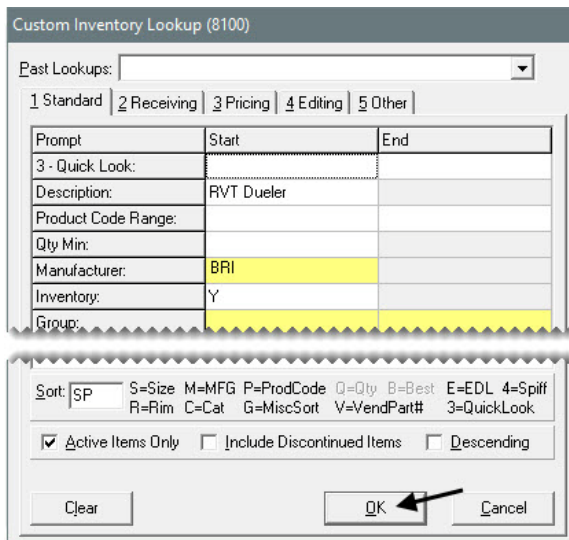 Custom Inventory Lookup (8100)
Past Lookups:
1 Standard 2 Receiving 3 Pricing 4 Editing 5 Other
Prompt Start End
3 - Quick Look:
Description: RVT Dueler
Product Code Range:
Qty Min:
Manufacturer: BRI
Inventory: Y
Group:
Sort: SP S=Size M=MFG P=ProdCode Q=Qty B=Best E=EDL 4=Spiff
R=Rim C=Cat G=MiscSort V=VendPart# 3=QuickLook
Active Items Only Include Discontinued Items Descending
Clear OK Cancel